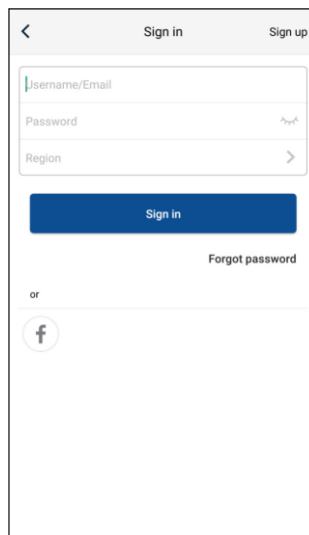 Sign in
Sign up
Username/Email
Password
Region
Sign in
Forgot password
or
f